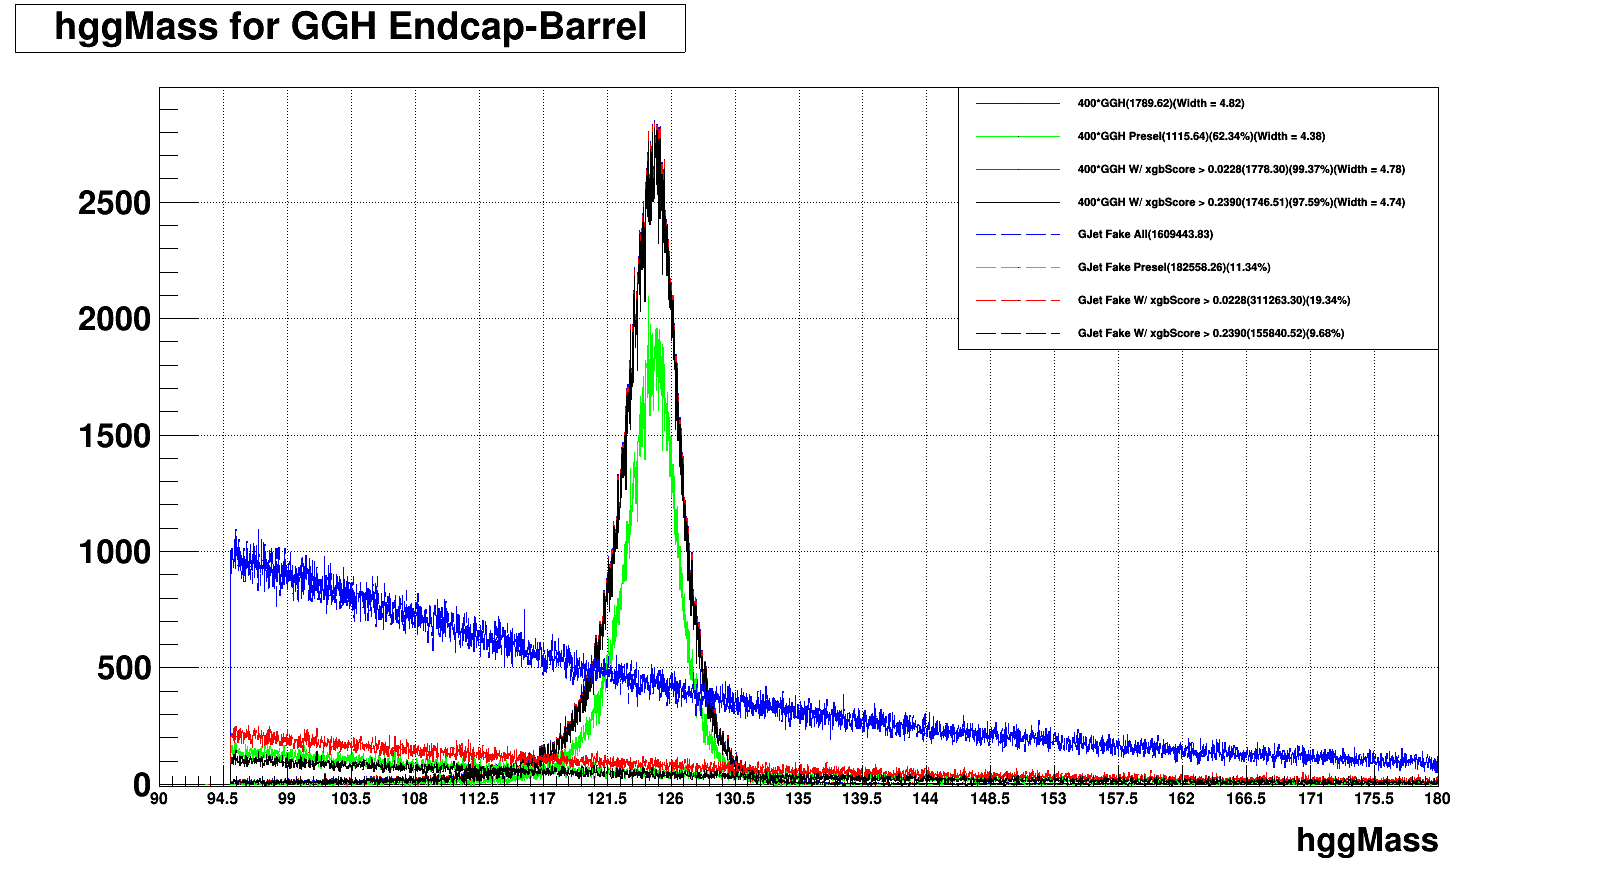 hggMass for GGH Endcap-Barrel
400*GGH(1789.62)(Width = 4.82)
400*GGH Presel(1115.64)(62.34%)(Width = 4.38)
400*GGH W/ xgbScore > 0.0228(1778.30)(99.37%)(Width = 4.78)
400*GGH W/ xgbScore > 0.2390(1746.51)(97.59%)(Width = 4.74)
GJet Fake All(1609443.83)
GJet Fake Presel(182558.26)(11.34%)
GJet Fake W/ xgbScore > 0.0228(311263.30)(19.34%)
GJet Fake W/ xgbScore > 0.2390(155840.52)(9.68%)
2500
2000
1500
1000
500
0
90 94.5 99 103.5 108 112.5 117 121.5 126 130.5 135 139.5 144 148.5 153 157.5 162 166.5 171 175.5 180
hggMass